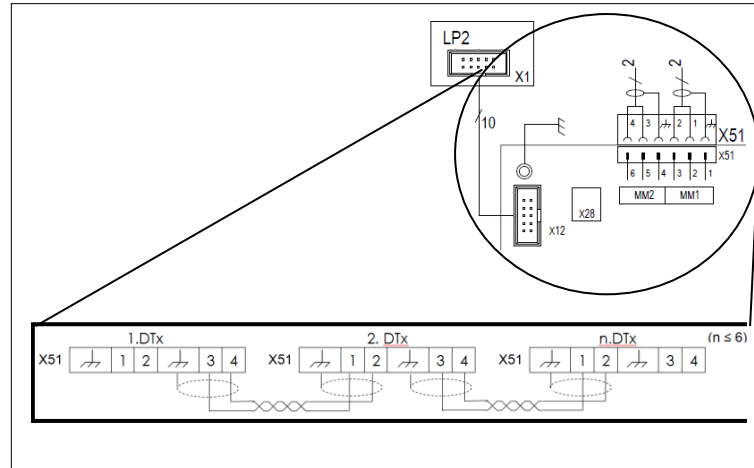 LP2
X1
10
2 2
4 3 2 1
X51
X51
6 5 4 3 2 1
MM2 MM1
X28
X12
1.DTx 2. DTx n.DTx (n ≤ 6)
X51 1 2 3 4 X51 1 2 3 4 X51 1 2 3 4